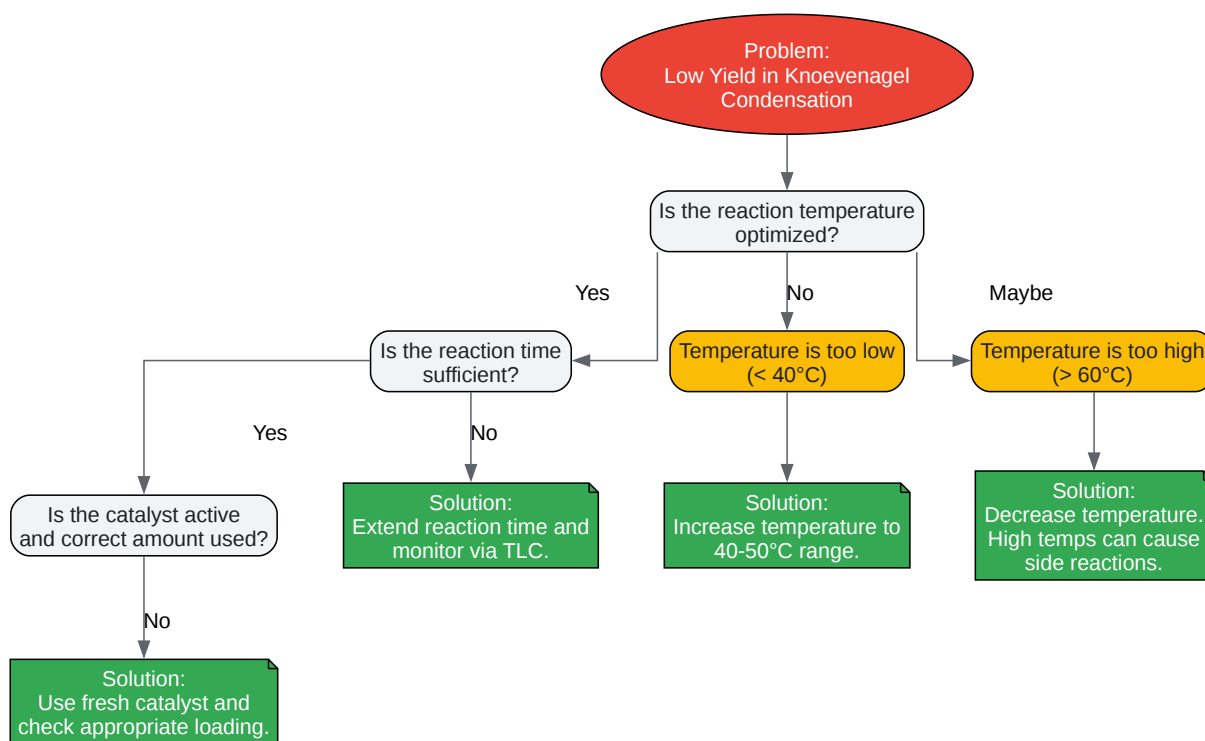 Problem:
Low Yield in Knoevenagel
Condensation
Is the reaction temperature
optimized?
Yes
No
Maybe
Is the reaction time
sufficient?
Temperature is too low
(< 40°C)
Temperature is too high
(> 60°C)
Yes
No
Is the catalyst active
and correct amount used?
Solution:
Extend reaction time and
monitor via TLC.
Solution:
Increase temperature to
40-50°C range.
Solution:
Decrease temperature.
High temps can cause
side reactions.
No
Solution:
Use fresh catalyst and
check appropriate loading.